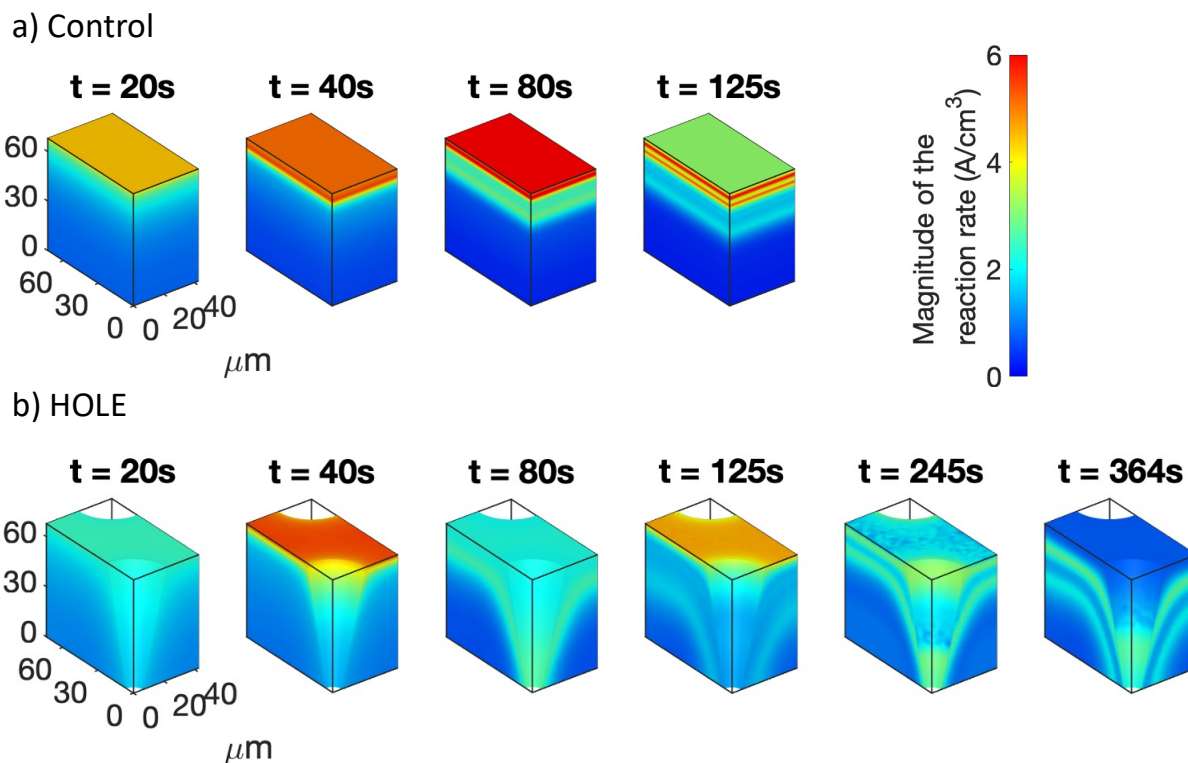 a) Control
t = 20s t = 40s t = 80s t = 125s
60
30
0
60
30
0
0
20
40
μm
6
4
2
0
Magnitude of the
reaction rate (A/cm³)
b) HOLE
t = 20s t = 40s t = 80s t = 125s t = 245s t = 364s
60
30
0
60
30
0
0
20
40
μm